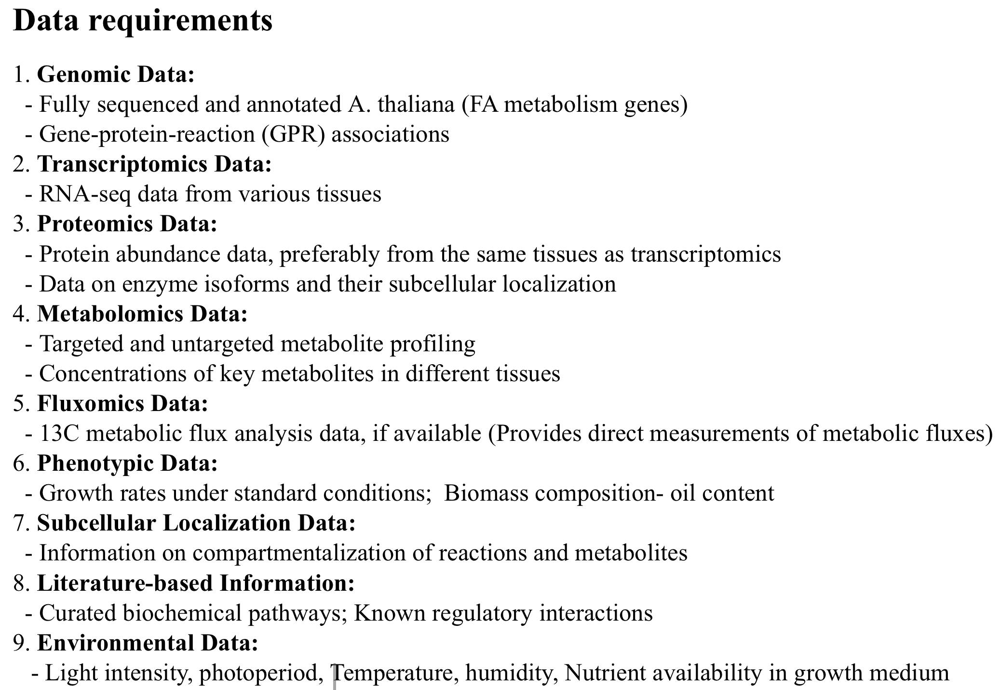 Data requirements
1. Genomic Data:
- Fully sequenced and annotated A. thaliana (FA metabolism genes)
- Gene-protein-reaction (GPR) associations
2. Transcriptomics Data:
- RNA-seq data from various tissues
3. Proteomics Data:
- Protein abundance data, preferably from the same tissues as transcriptomics
- Data on enzyme isoforms and their subcellular localization
4. Metabolomics Data:
- Targeted and untargeted metabolite profiling
- Concentrations of key metabolites in different tissues
5. Fluxomics Data:
- 13C metabolic flux analysis data, if available (Provides direct measurements of metabolic fluxes)
6. Phenotypic Data:
- Growth rates under standard conditions;  Biomass composition- oil content
7. Subcellular Localization Data:
- Information on compartmentalization of reactions and metabolites
8. Literature-based Information:
- Curated biochemical pathways; Known regulatory interactions
9. Environmental Data:
- Light intensity, photoperiod, Temperature, humidity, Nutrient availability in growth medium